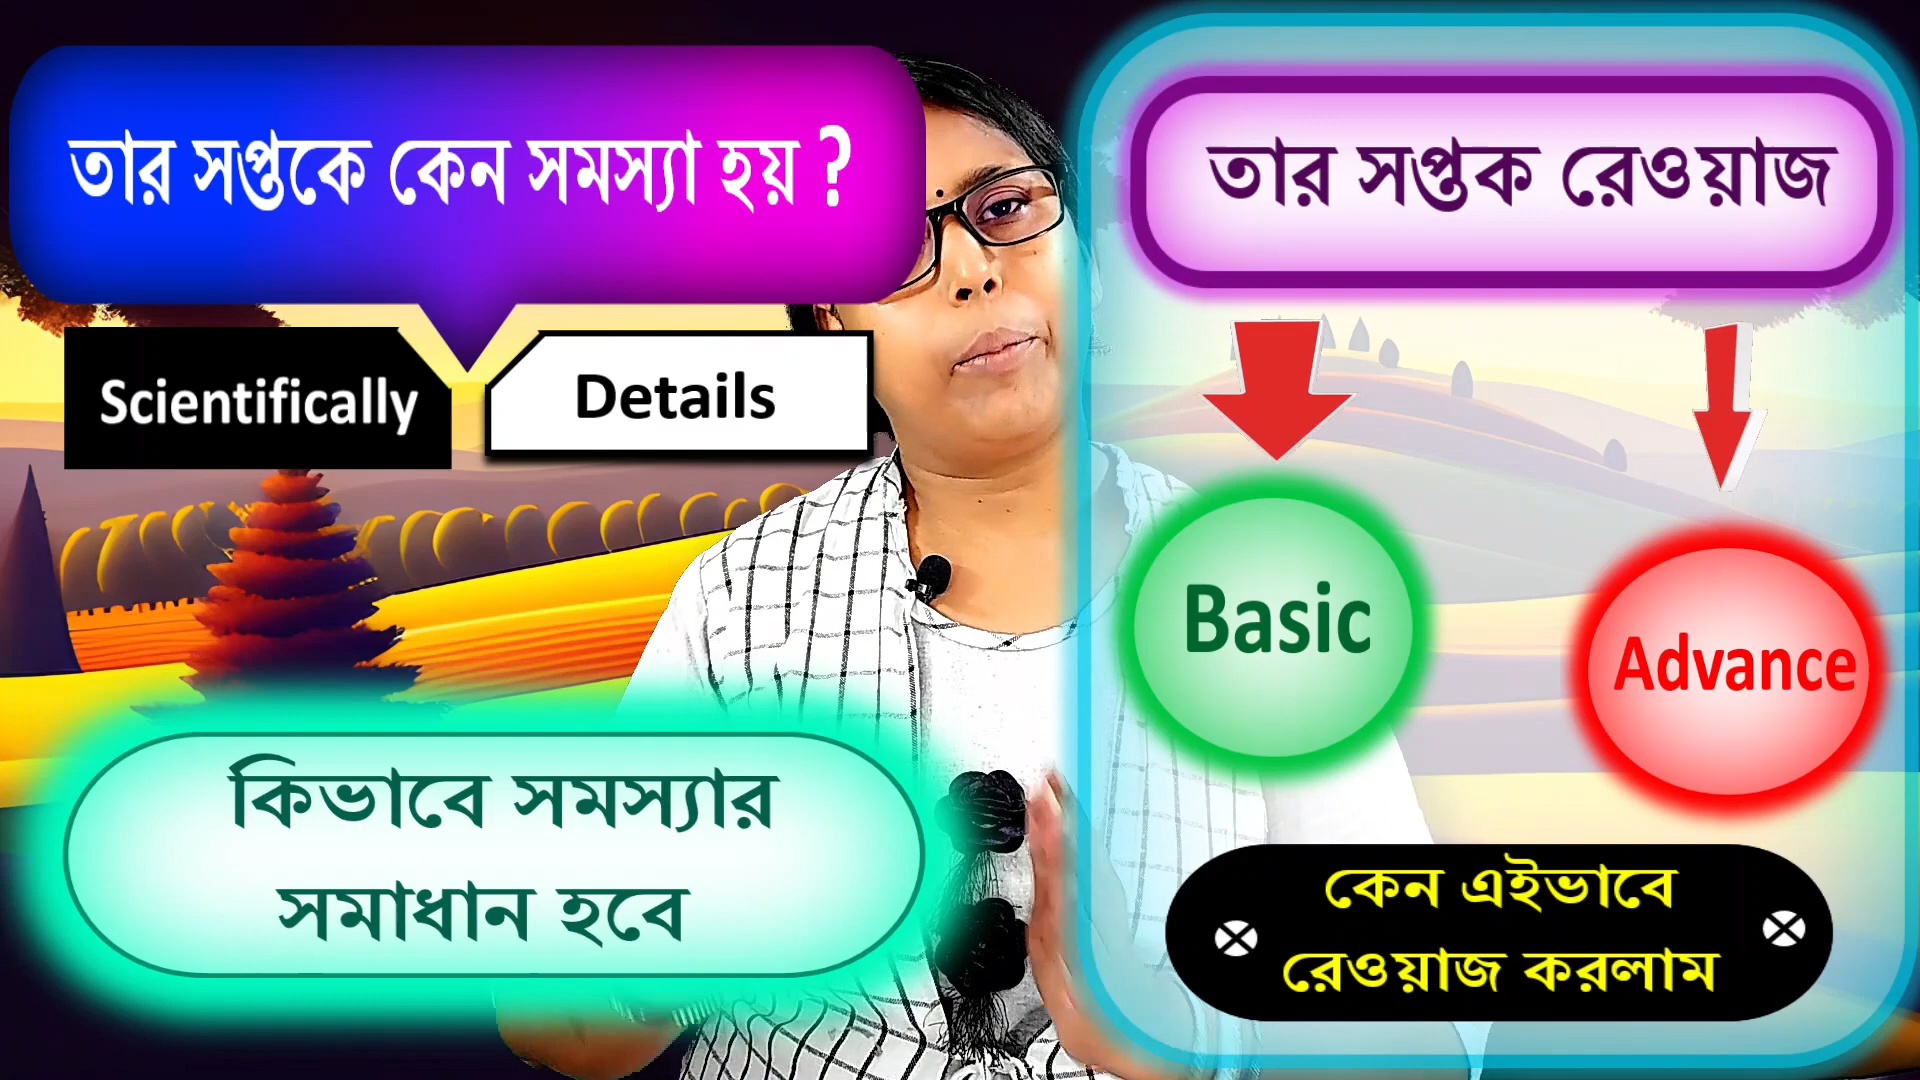 তার সপ্তকে কেন সমস্যা হয় ?
Scientifically
Details
কিভাবে সমস্যার
সমাধান হবে
তার সপ্তক রেওয়াজ
Basic
Advance
কেন এইভাবে
রেওয়াজ করলাম